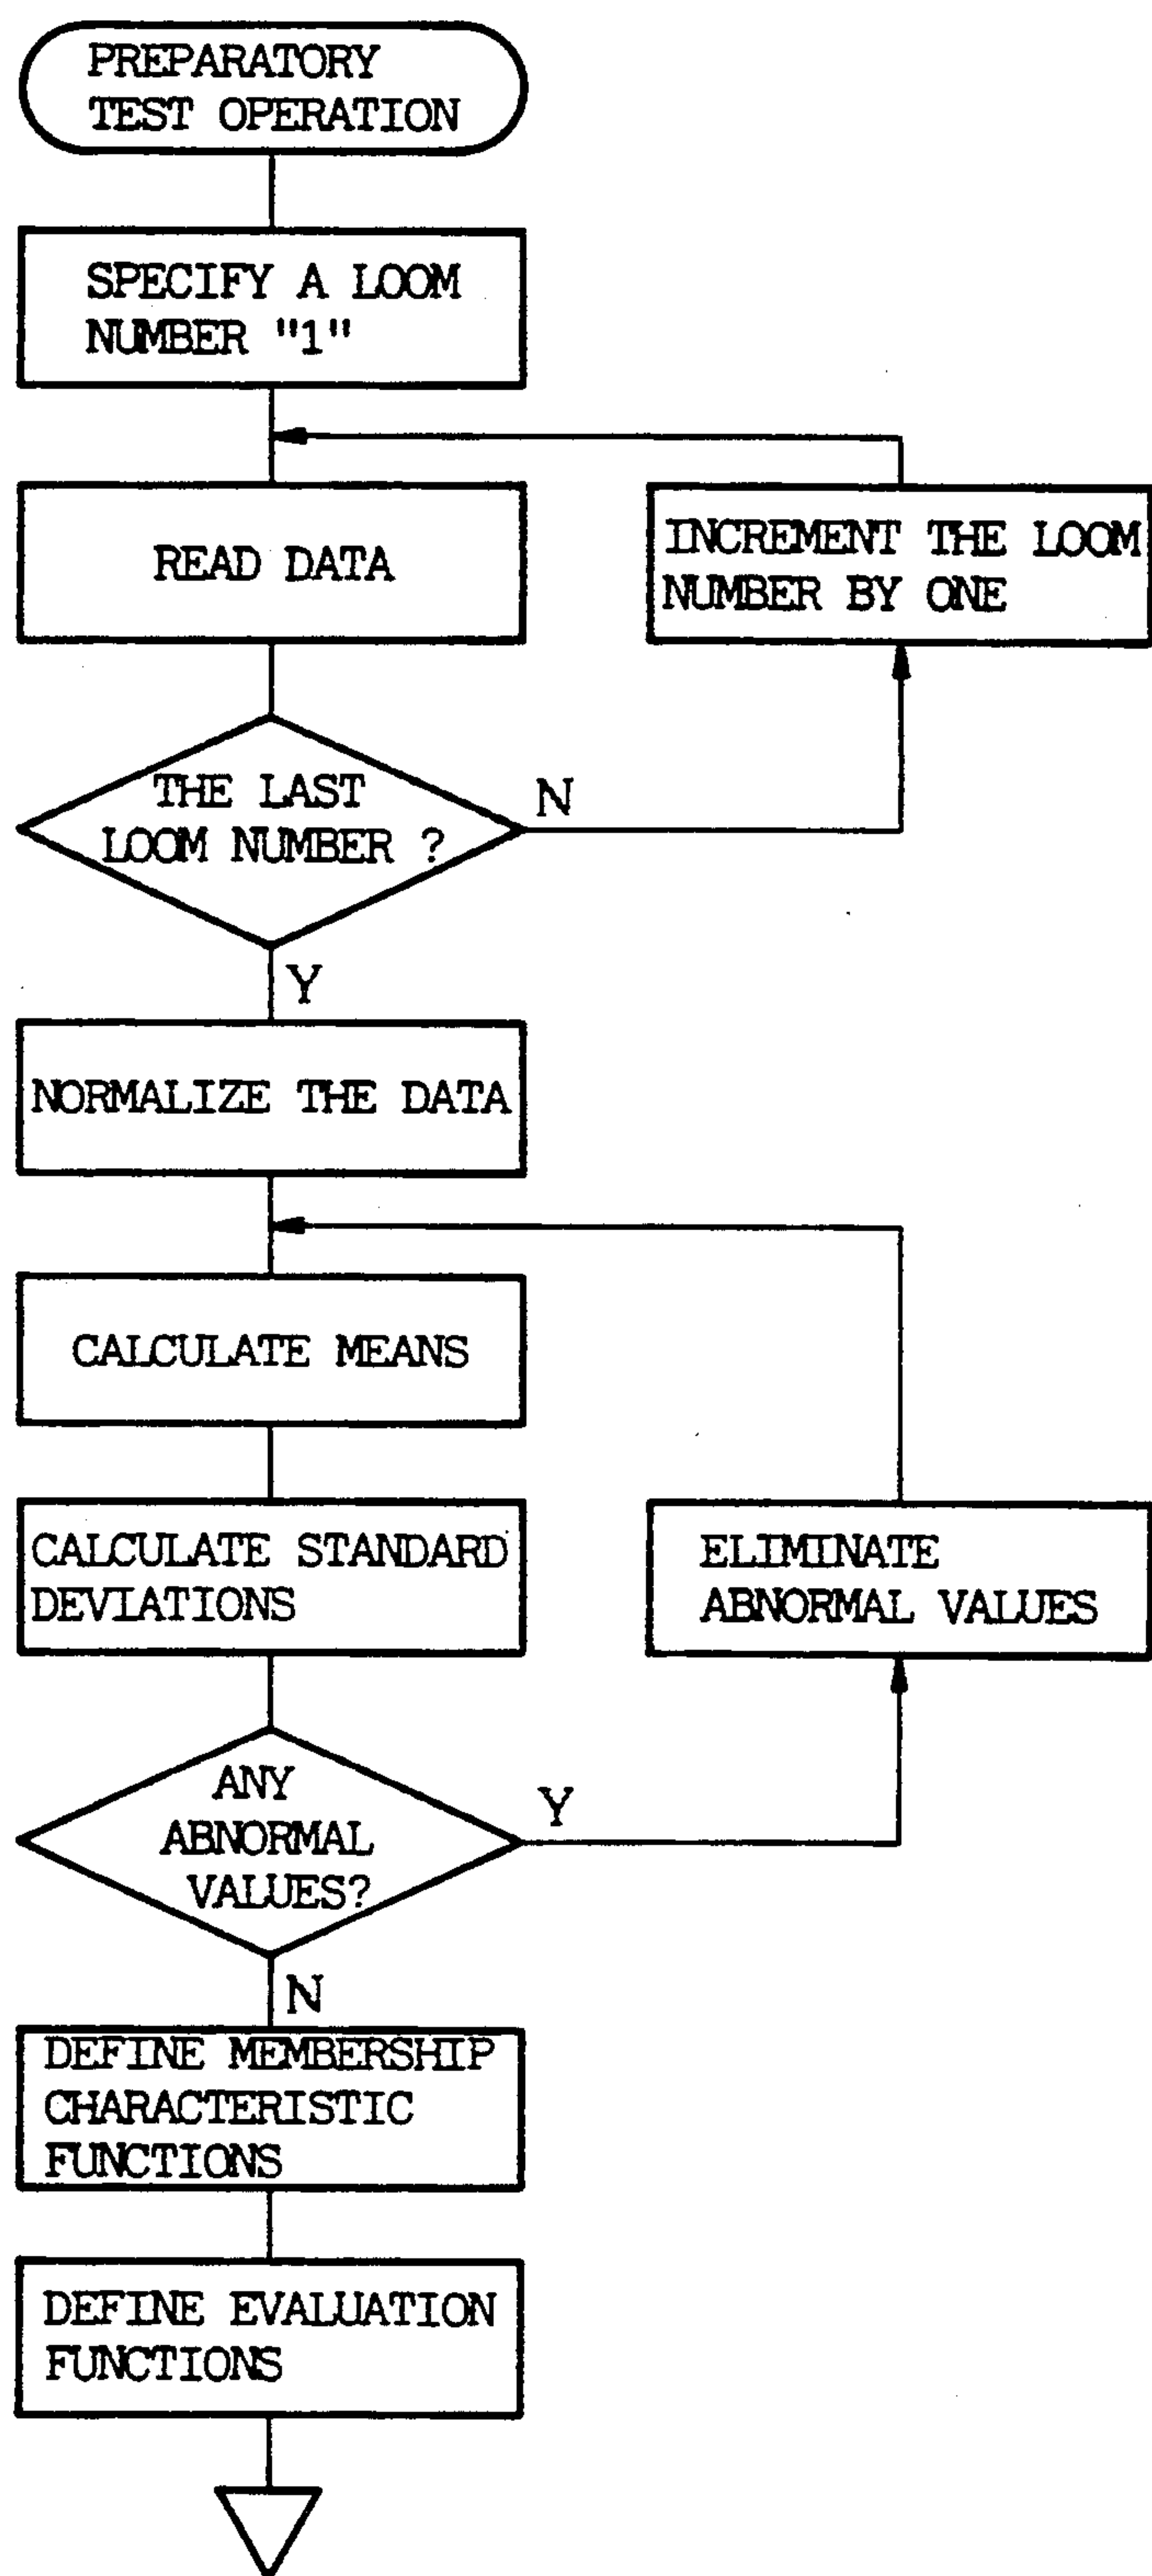 PREPARATORY
TEST OPERATION
SPECIFY A LOOM
NUMBER "1"
READ DATA
INCREMENT THE LOOM
NUMBER BY ONE
THE LAST
LOOM NUMBER ?
N
Y
NORMALIZE THE DATA
CALCULATE MEANS
CALCULATE STANDARD
DEVIATIONS
ELIMINATE
ABNORMAL VALUES
ANY
ABNORMAL
VALUES?
Y
N
DEFINE MEMBERSHIP
CHARACTERISTIC
FUNCTIONS
DEFINE EVALUATION
FUNCTIONS